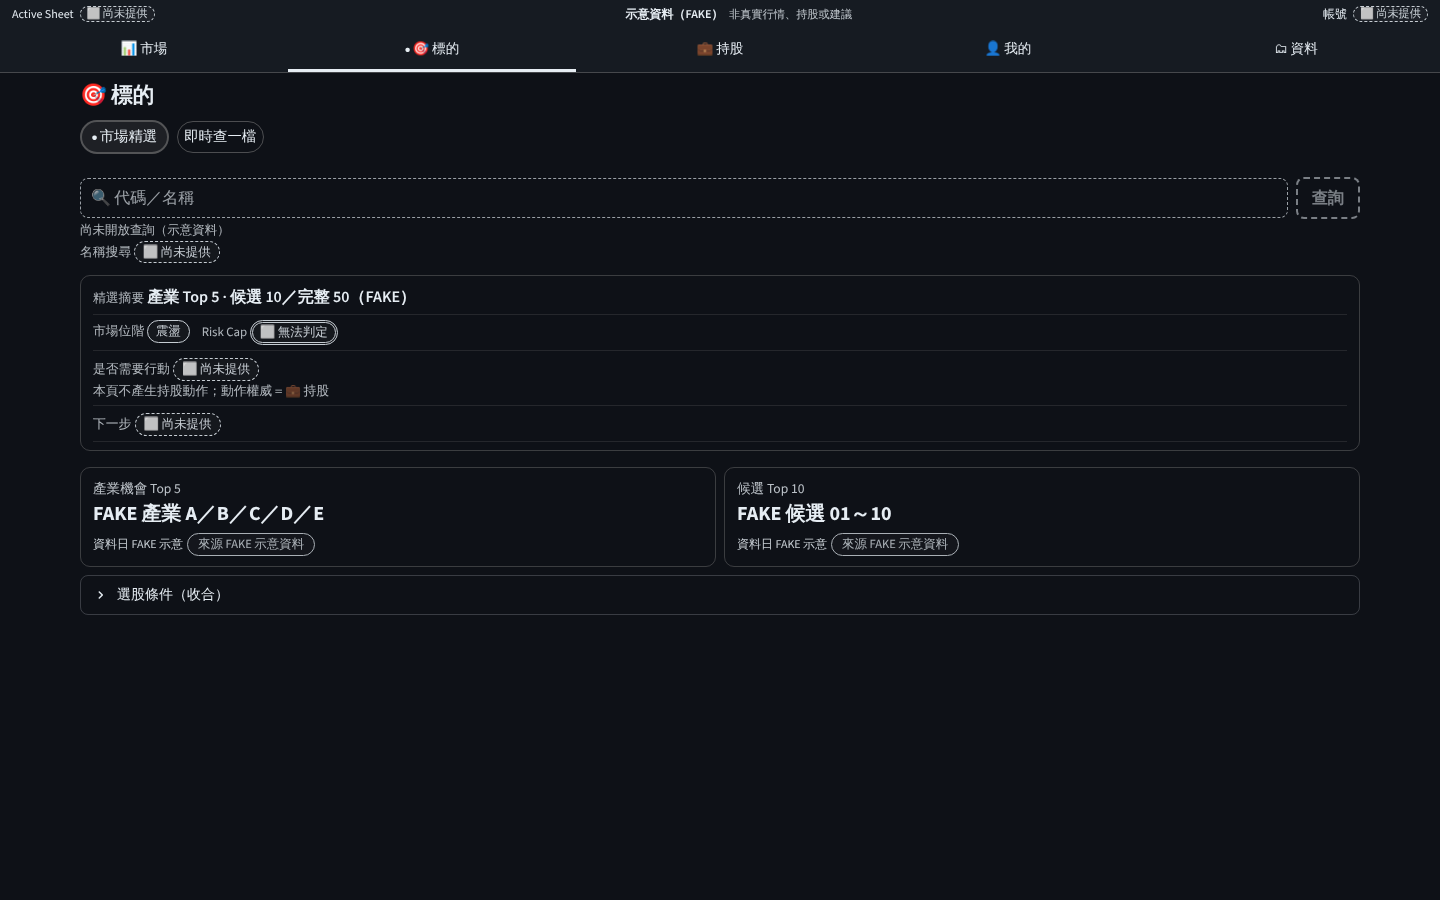 Active Sheet ⬜ 尚未提供
示意資料（FAKE） 非真實行情、持股或建議
帳號 ⬜ 尚未提供
📊 市場
• 🎯 標的
💼 持股
👤 我的
🗂 資料
🎯 標的
• 市場精選
即時查一檔
🔍 代碼／名稱
查詢
尚未開放查詢（示意資料）
名稱搜尋 ⬜ 尚未提供
精選摘要 產業 Top 5 · 候選 10／完整 50（FAKE）
市場位階 震盪 Risk Cap ⬜ 無法判定
是否需要行動 ⬜ 尚未提供
本頁不產生持股動作；動作權威＝💼 持股
下一步 ⬜ 尚未提供
產業機會 Top 5
FAKE 產業 A／B／C／D／E
資料日 FAKE 示意 來源 FAKE 示意資料
候選 Top 10
FAKE 候選 01～10
資料日 FAKE 示意 來源 FAKE 示意資料
› 選股條件（收合）